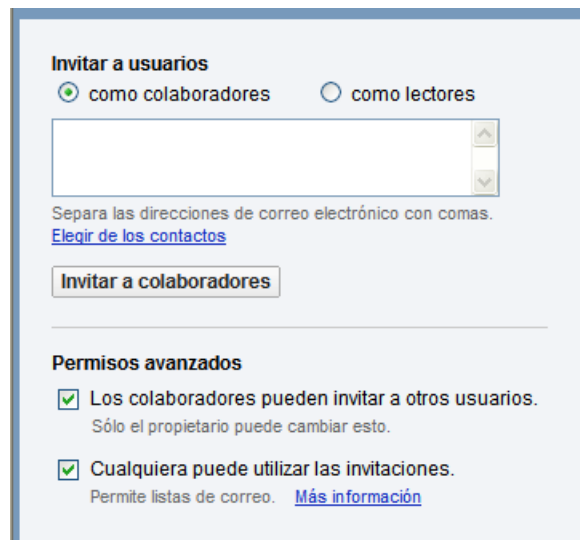 Invitar a usuarios
como colaboradores como lectores
Separa las direcciones de correo electrónico con comas.
Elegir de los contactos
Invitar a colaboradores
Permisos avanzados
Los colaboradores pueden invitar a otros usuarios.
Sólo el propietario puede cambiar esto.
Cualquiera puede utilizar las invitaciones.
Permite listas de correo. Más información